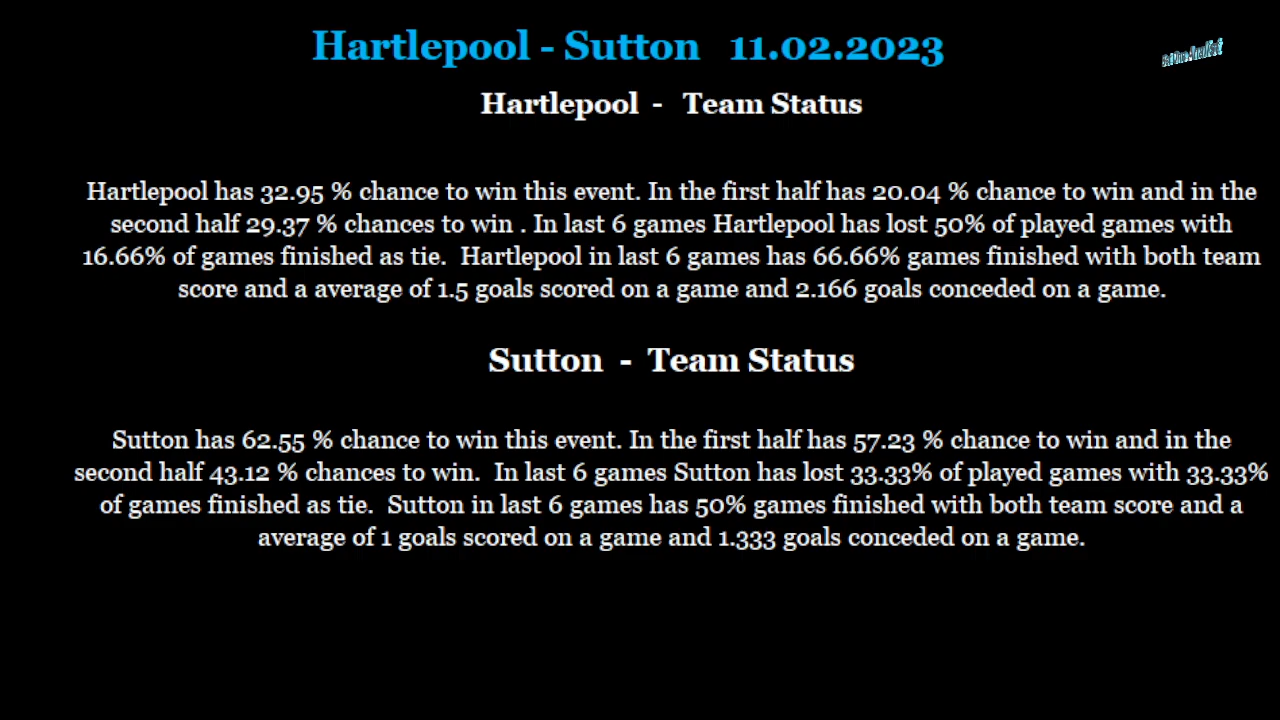 Hartlepool - Sutton 11.02.2023
Bet One Analist
Hartlepool - Team Status
Hartlepool has 32.95 % chance to win this event. In the first half has 20.04 % chance to win and in the
second half 29.37 % chances to win . In last 6 games Hartlepool has lost 50% of played games with
16.66% of games finished as tie. Hartlepool in last 6 games has 66.66% games finished with both team
score and a average of 1.5 goals scored on a game and 2.166 goals conceded on a game.
Sutton - Team Status
Sutton has 62.55 % chance to win this event. In the first half has 57.23 % chance to win and in the
second half 43.12 % chances to win. In last 6 games Sutton has lost 33.33% of played games with 33.33%
of games finished as tie. Sutton in last 6 games has 50% games finished with both team score and a
average of 1 goals scored on a game and 1.333 goals conceded on a game.